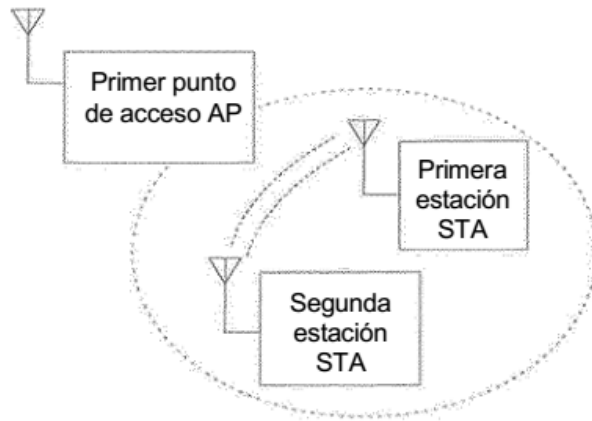 Primer punto
de acceso AP
Primera
estación
STA
Segunda
estación
STA